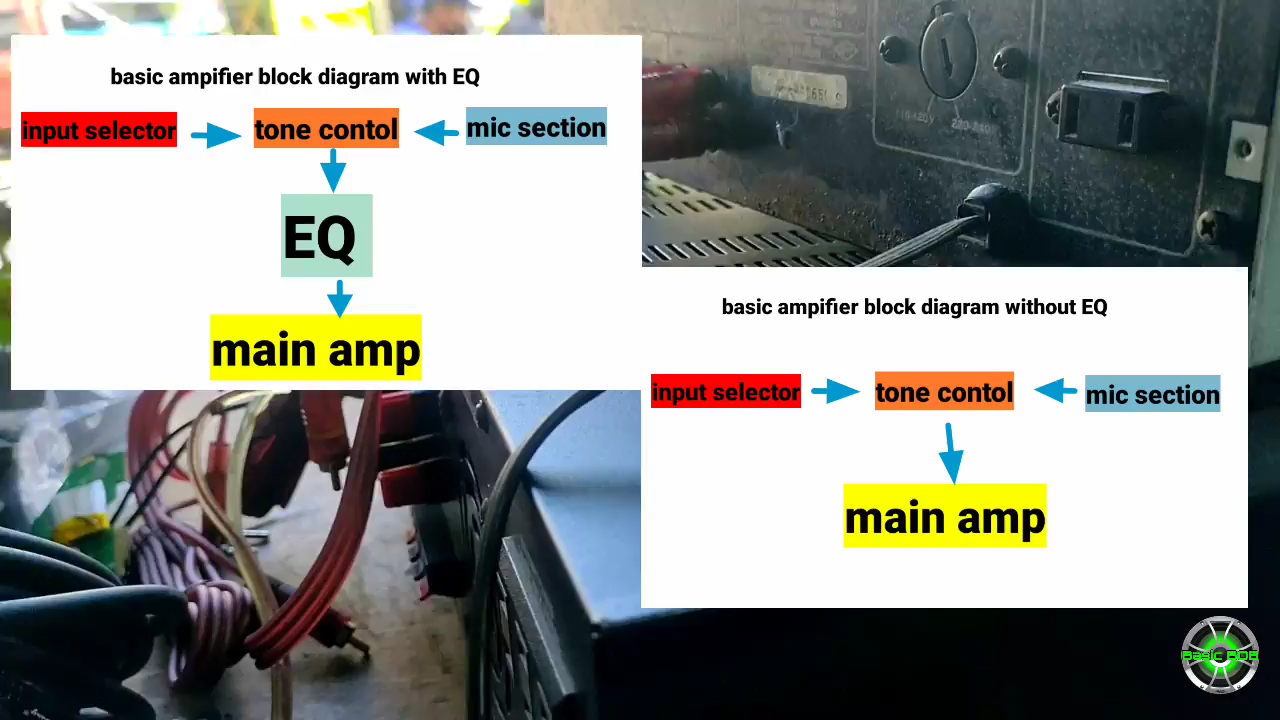 basic ampifier block diagram with EQ
input selector
tone contol
mic section
EQ
main amp
basic ampifier block diagram without EQ
input selector
tone contol
mic section
main amp